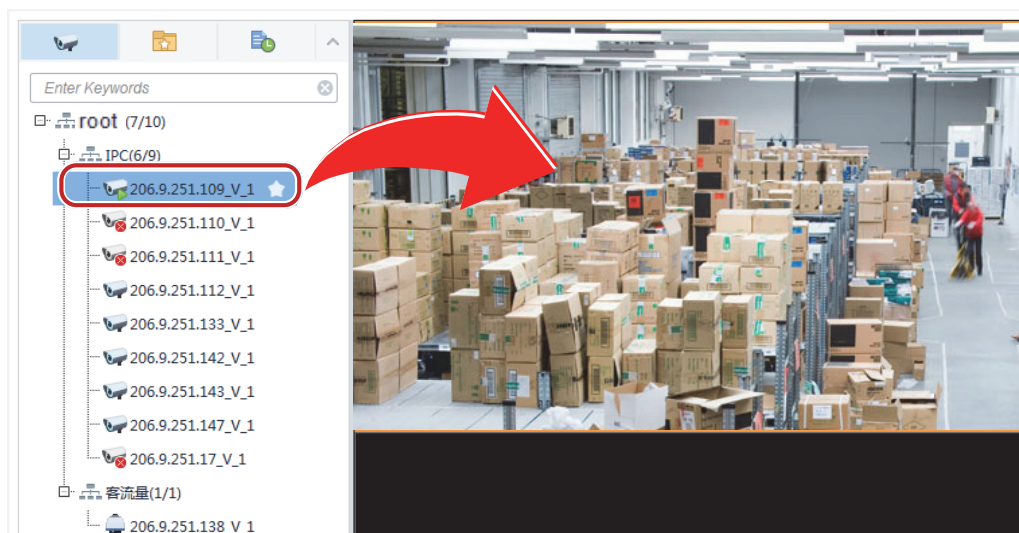 Enter Keywords
root (7/10)
IPC(6/9)
206.9.251.109_V_1
206.9.251.110_V_1
206.9.251.111_V_1
206.9.251.112_V_1
206.9.251.133_V_1
206.9.251.142_V_1
206.9.251.143_V_1
206.9.251.147_V_1
206.9.251.17_V_1
客流量(1/1)
206.9.251.138_V_1